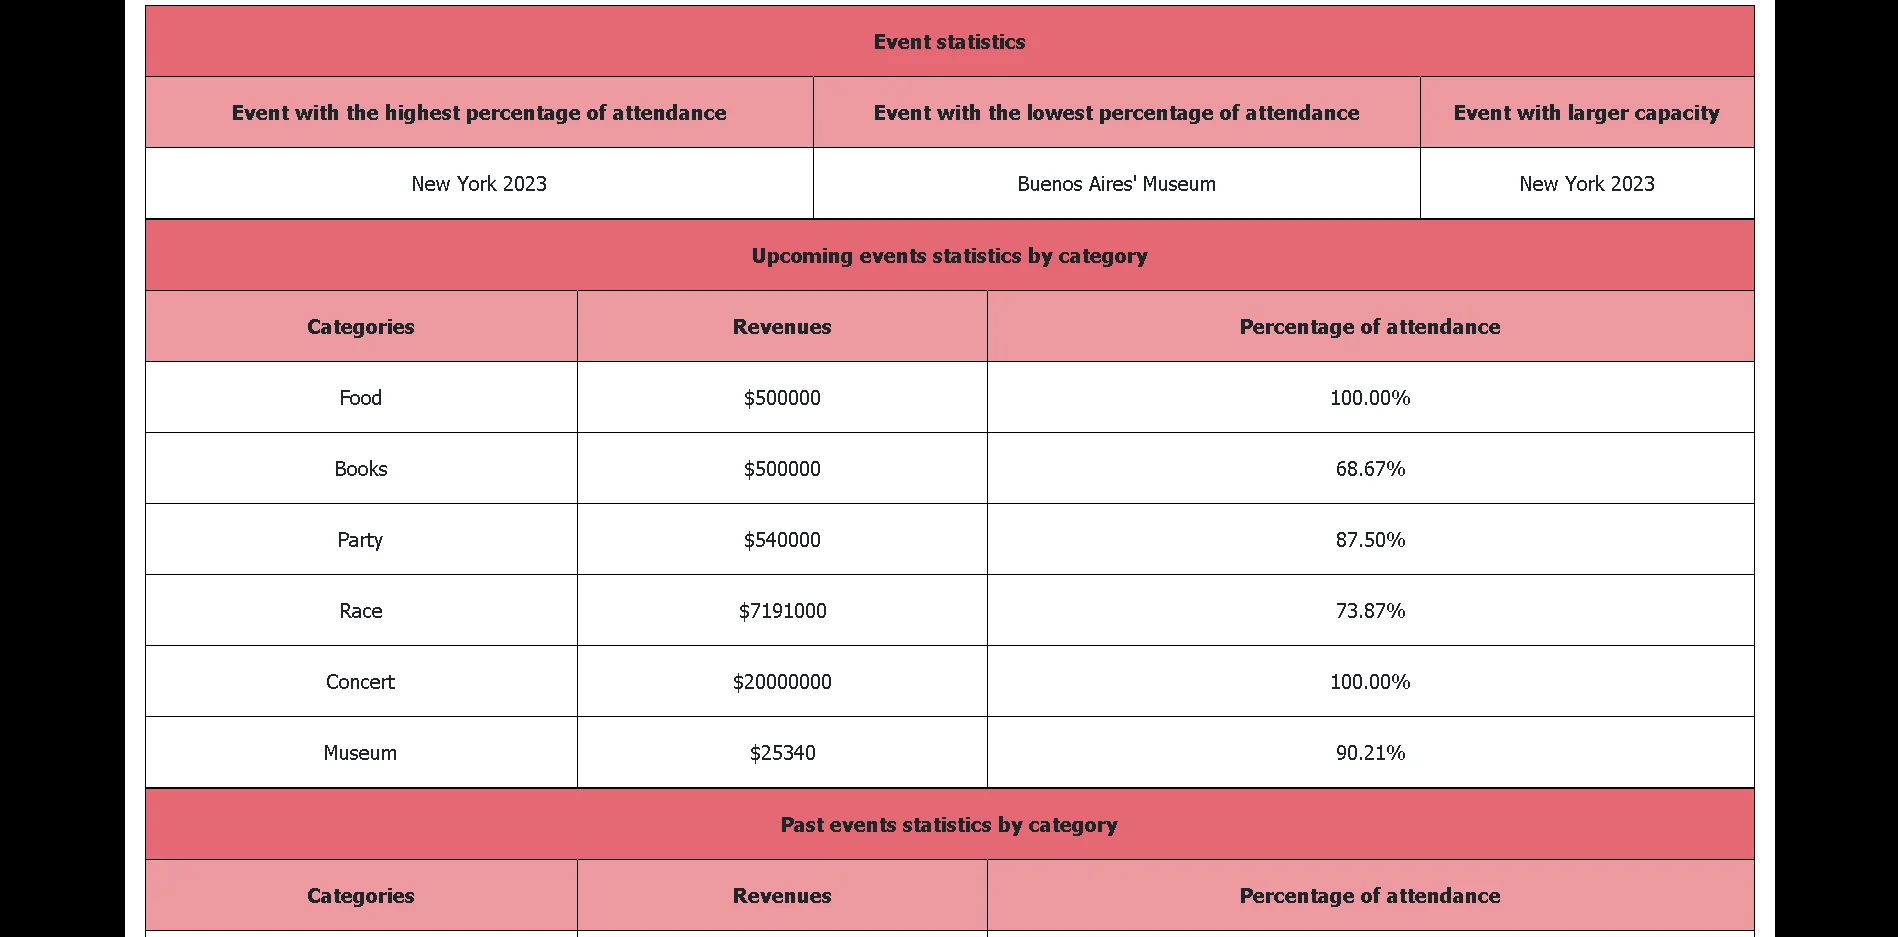 Event statistics
Event with the highest percentage of attendance Event with the lowest percentage of attendance Event with larger capacity
New York 2023 Buenos Aires' Museum New York 2023
Upcoming events statistics by category
Categories Revenues Percentage of attendance
Food $500000 100.00%
Books $500000 68.67%
Party $540000 87.50%
Race $7191000 73.87%
Concert $20000000 100.00%
Museum $25340 90.21%
Past events statistics by category
Categories Revenues Percentage of attendance